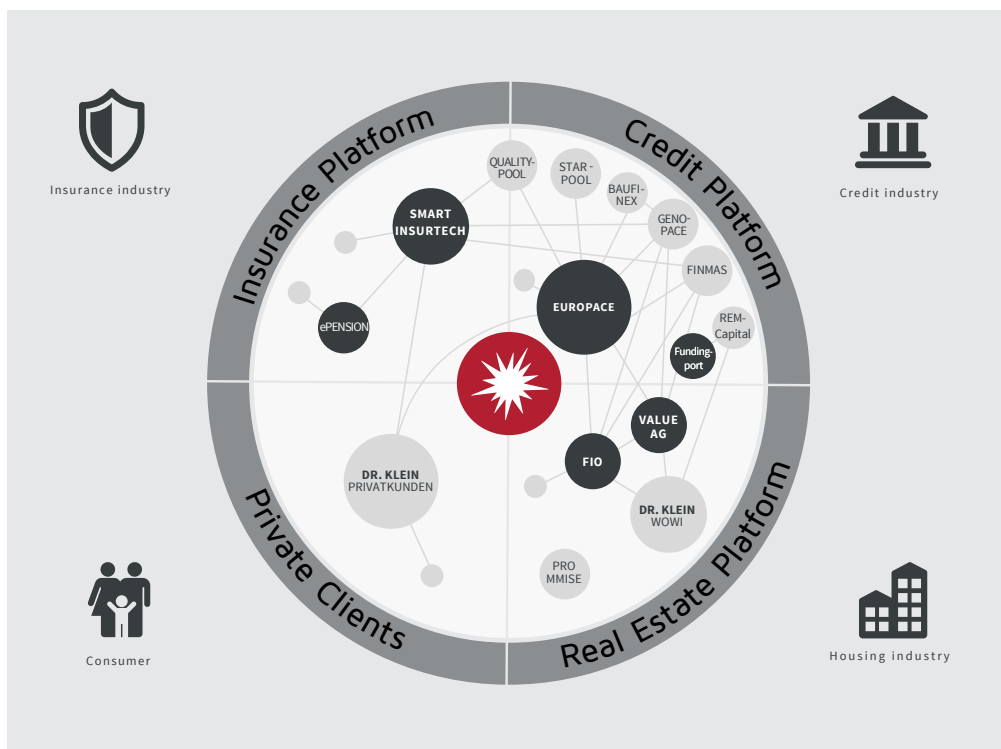 Insurance industry
Credit industry
Insurance Platform
Credit Platform
QUALITY-
POOL
STAR -
POOL
BAUFI-
NEX
GENO-
PACE
SMART
INSURTECH
FINMAS
EUROPACE
REM-
Capital
ePENSION
Funding-
port
VALUE
AG
FIO
DR. KLEIN
PRIVATKUNDEN
DR. KLEIN
WOWI
PRO
MMISE
Private Clients
Real Estate Platform
Consumer
Housing industry